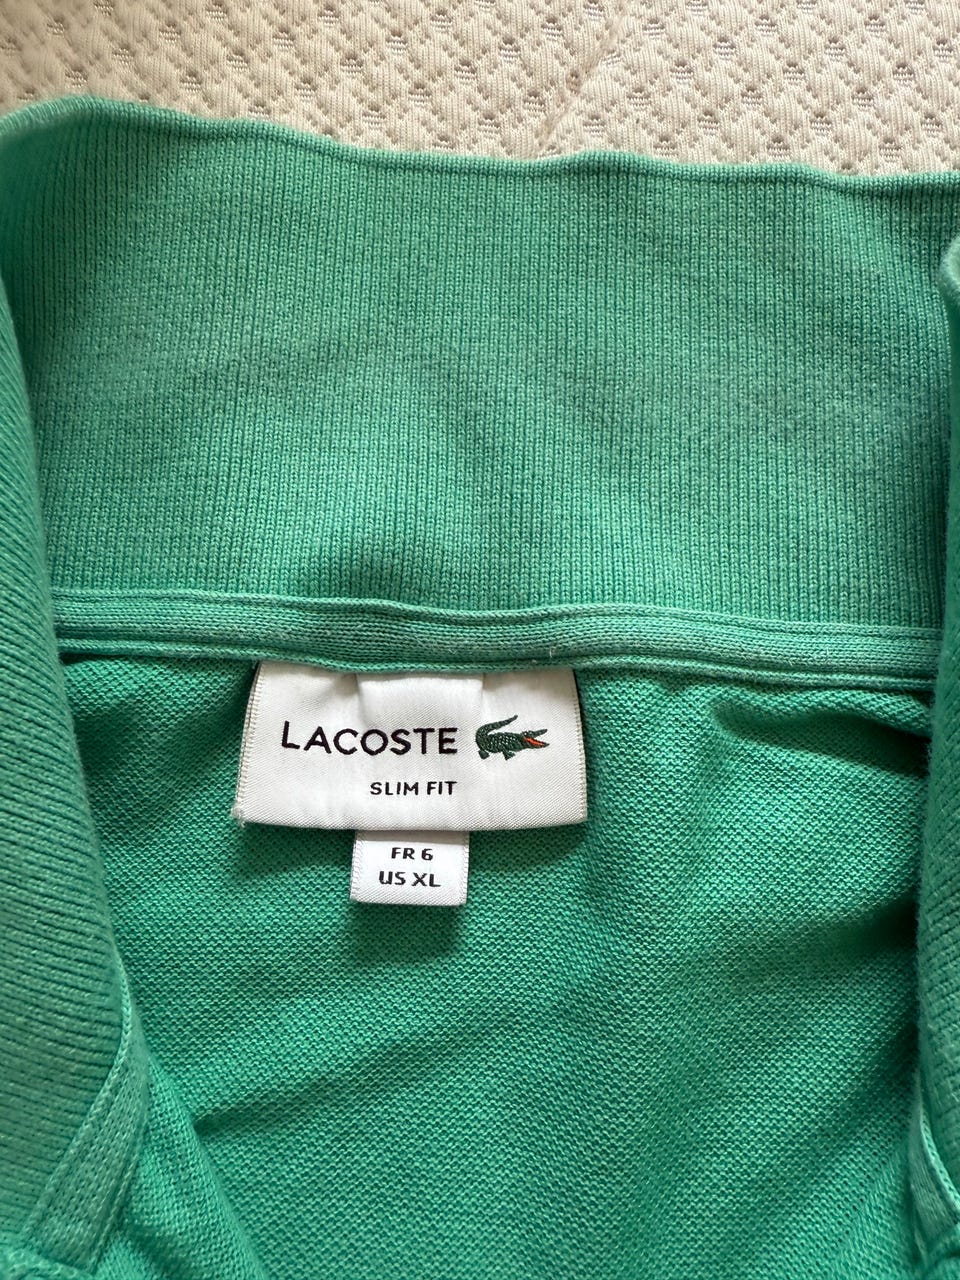 LACOSTE
SLIM FIT
FR 6
US XL